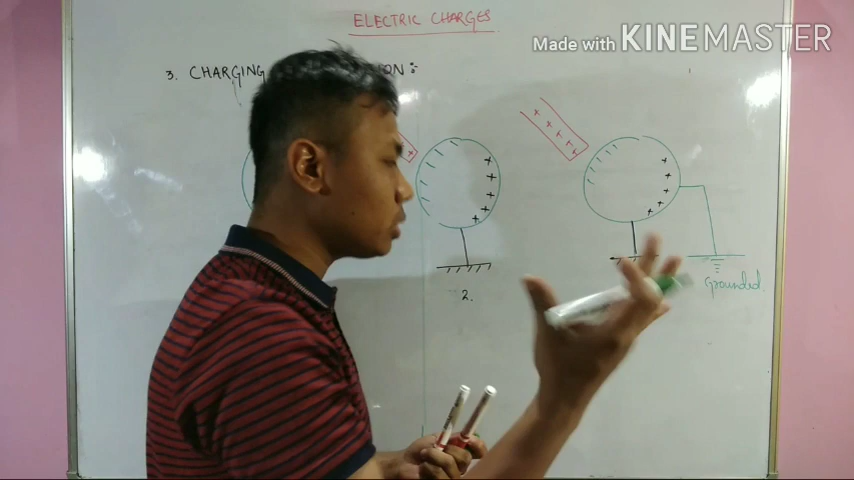 ELECTRIC CHARGES
Made with KINEMASTER
3. CHARGING
ON :-
2.
grounded.